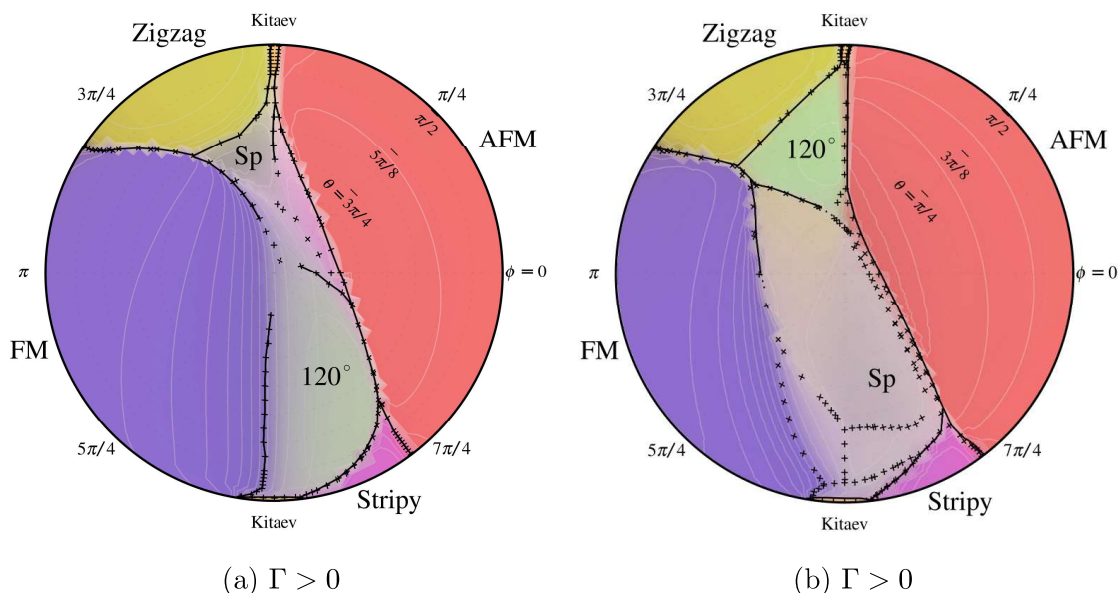 Kitaev
Zigzag
3π/4
π/4
π/2
AFM
Sp
5π/8
θ = 3π/4
π
ϕ = 0
FM
120°
5π/4
7π/4
Stripy
Kitaev
(a) Γ > 0
Kitaev
Zigzag
3π/4
π/4
π/2
AFM
120°
3π/8
θ = π/4
π
ϕ = 0
FM
Sp
5π/4
7π/4
Stripy
Kitaev
(b) Γ > 0